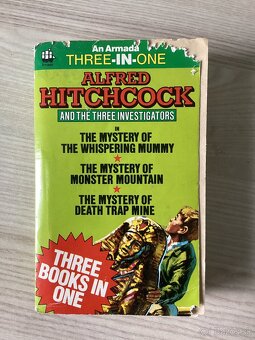 An Armada
THREE-IN-ONE
ALFRED
HITCHCOCK
AND THE THREE INVESTIGATORS
IN
THE MYSTERY OF
THE WHISPERING MUMMY
THE MYSTERY OF
MONSTER MOUNTAIN
THE MYSTERY OF
DEATH TRAP MINE
THREE
BOOKS IN
ONE